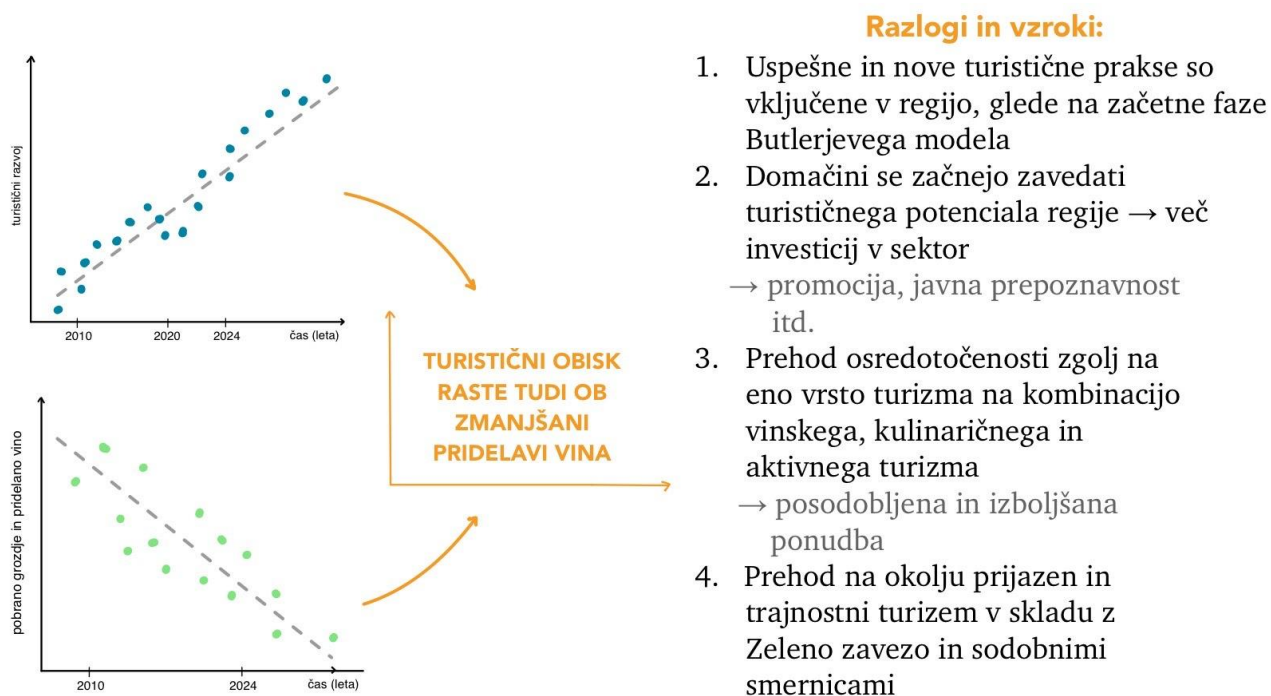 turistični razvoj
2010
2020
2024
čas (leta)
pobrano grozdje in pridelano vino
2010
2024
čas (leta)
TURISTIČNI OBISK
RASTE TUDI OB
ZMANJŠANI
PRIDELAVI VINA
Razlogi in vzroki:
1. Uspešne in nove turistične prakse so
vključene v regijo, glede na začetne faze
Butlerjevega modela
2. Domačini se začnejo zavedati
turističnega potenciala regije → več
investicij v sektor
→ promocija, javna prepoznavnost
itd.
3. Prehod osredotočenosti zgolj na
eno vrsto turizma na kombinacijo
vinskega, kulinaričnega in
aktivnega turizma
→ posodobljena in izboljšana
ponudba
4. Prehod na okolju prijazen in
trajnostni turizem v skladu z
Zeleno zavezo in sodobnimi
smernicami